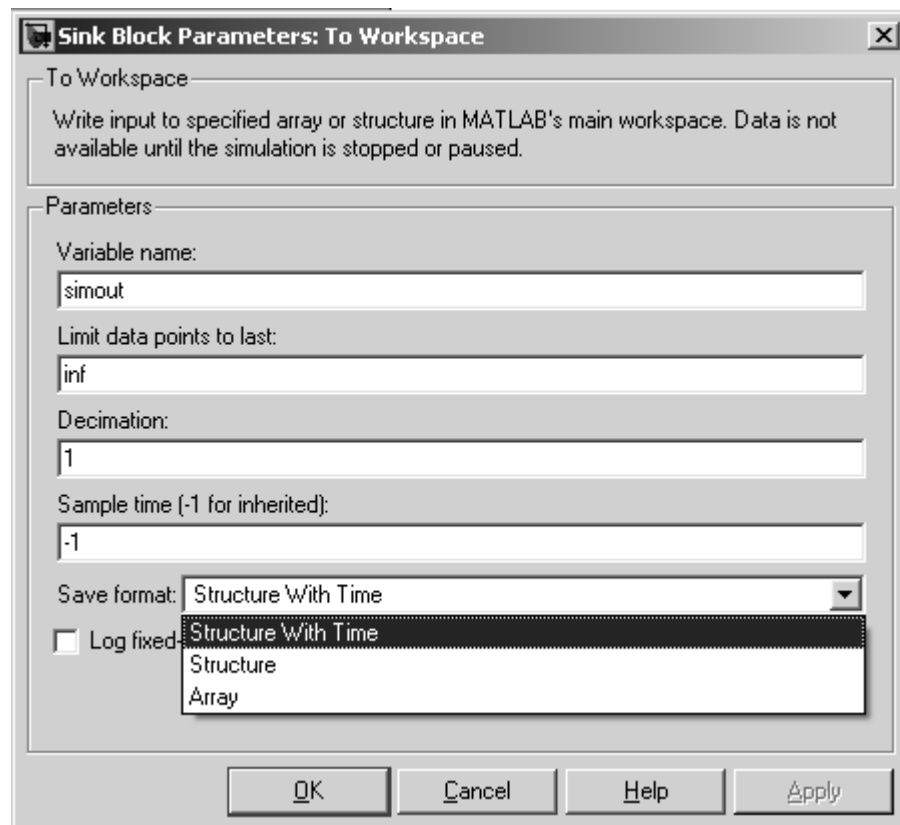 Sink Block Parameters: To Workspace
To Workspace
Write input to specified array or structure in MATLAB's main workspace. Data is not
available until the simulation is stopped or paused.
Parameters
Variable name:
simout
Limit data points to last:
inf
Decimation:
1
Sample time (-1 for inherited):
-1
Save format: Structure With Time
Log fixed-
Structure With Time
Structure
Array
OK Cancel Help Apply